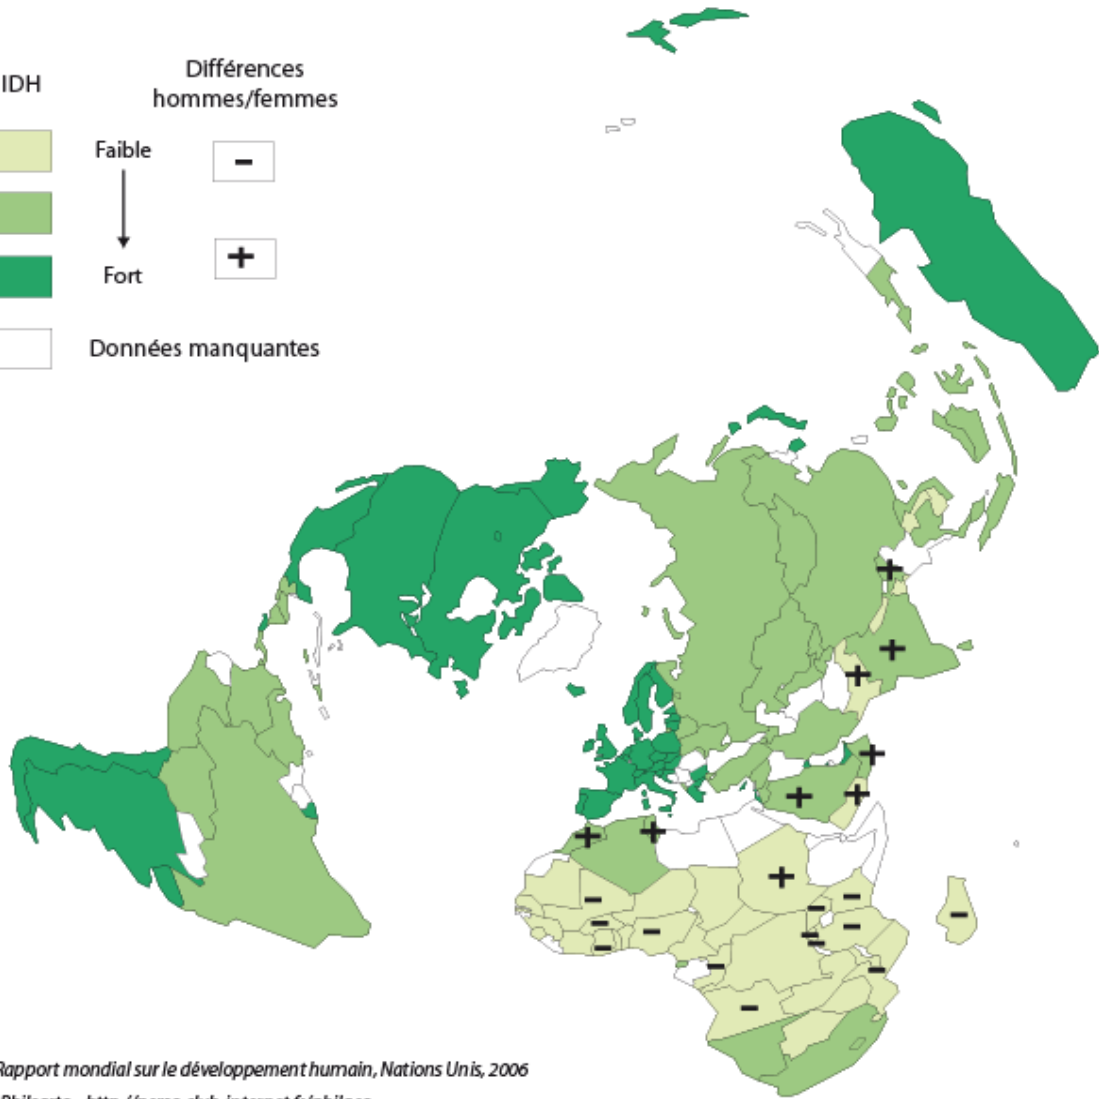 IDH
Différences
hommes/femmes
Faible
Fort
Données manquantes
-
+
Rapport mondial sur le développement humain, Nations Unis, 2006